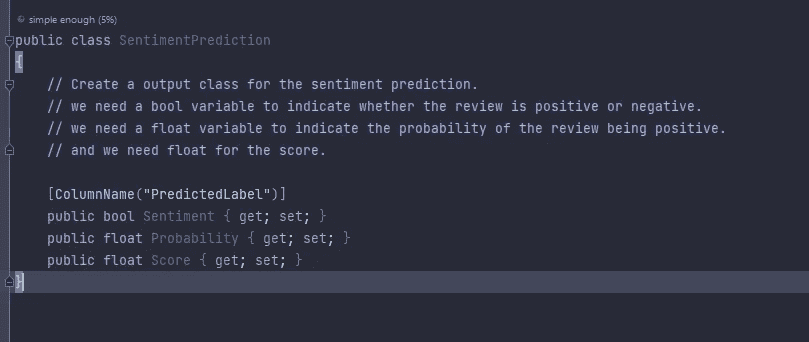 simple enough (5%)
public class SentimentPrediction
{
    // Create a output class for the sentiment prediction.
    // we need a bool variable to indicate whether the review is positive or negative.
    // we need a float variable to indicate the probability of the review being positive.
    // and we need float for the score.

    [ColumnName("PredictedLabel")]
    public bool Sentiment { get; set; }
    public float Probability { get; set; }
    public float Score { get; set; }
}